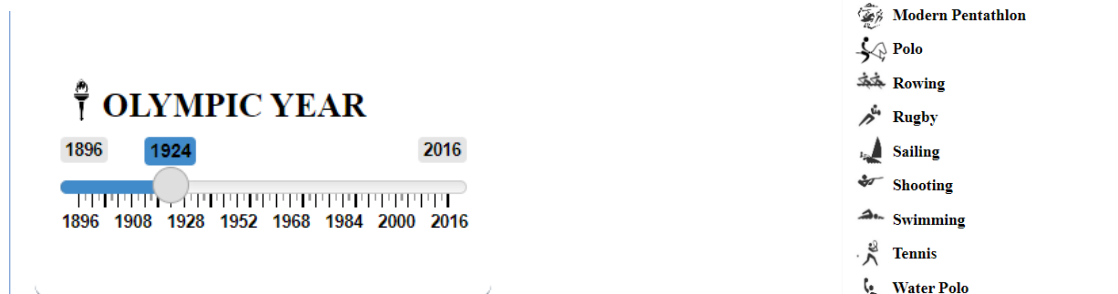 OLYMPIC YEAR
1896 1924 2016
1896 1908 1928 1952 1968 1984 2000 2016
Modern Pentathlon
Polo
Rowing
Rugby
Sailing
Shooting
Swimming
Tennis
Water Polo